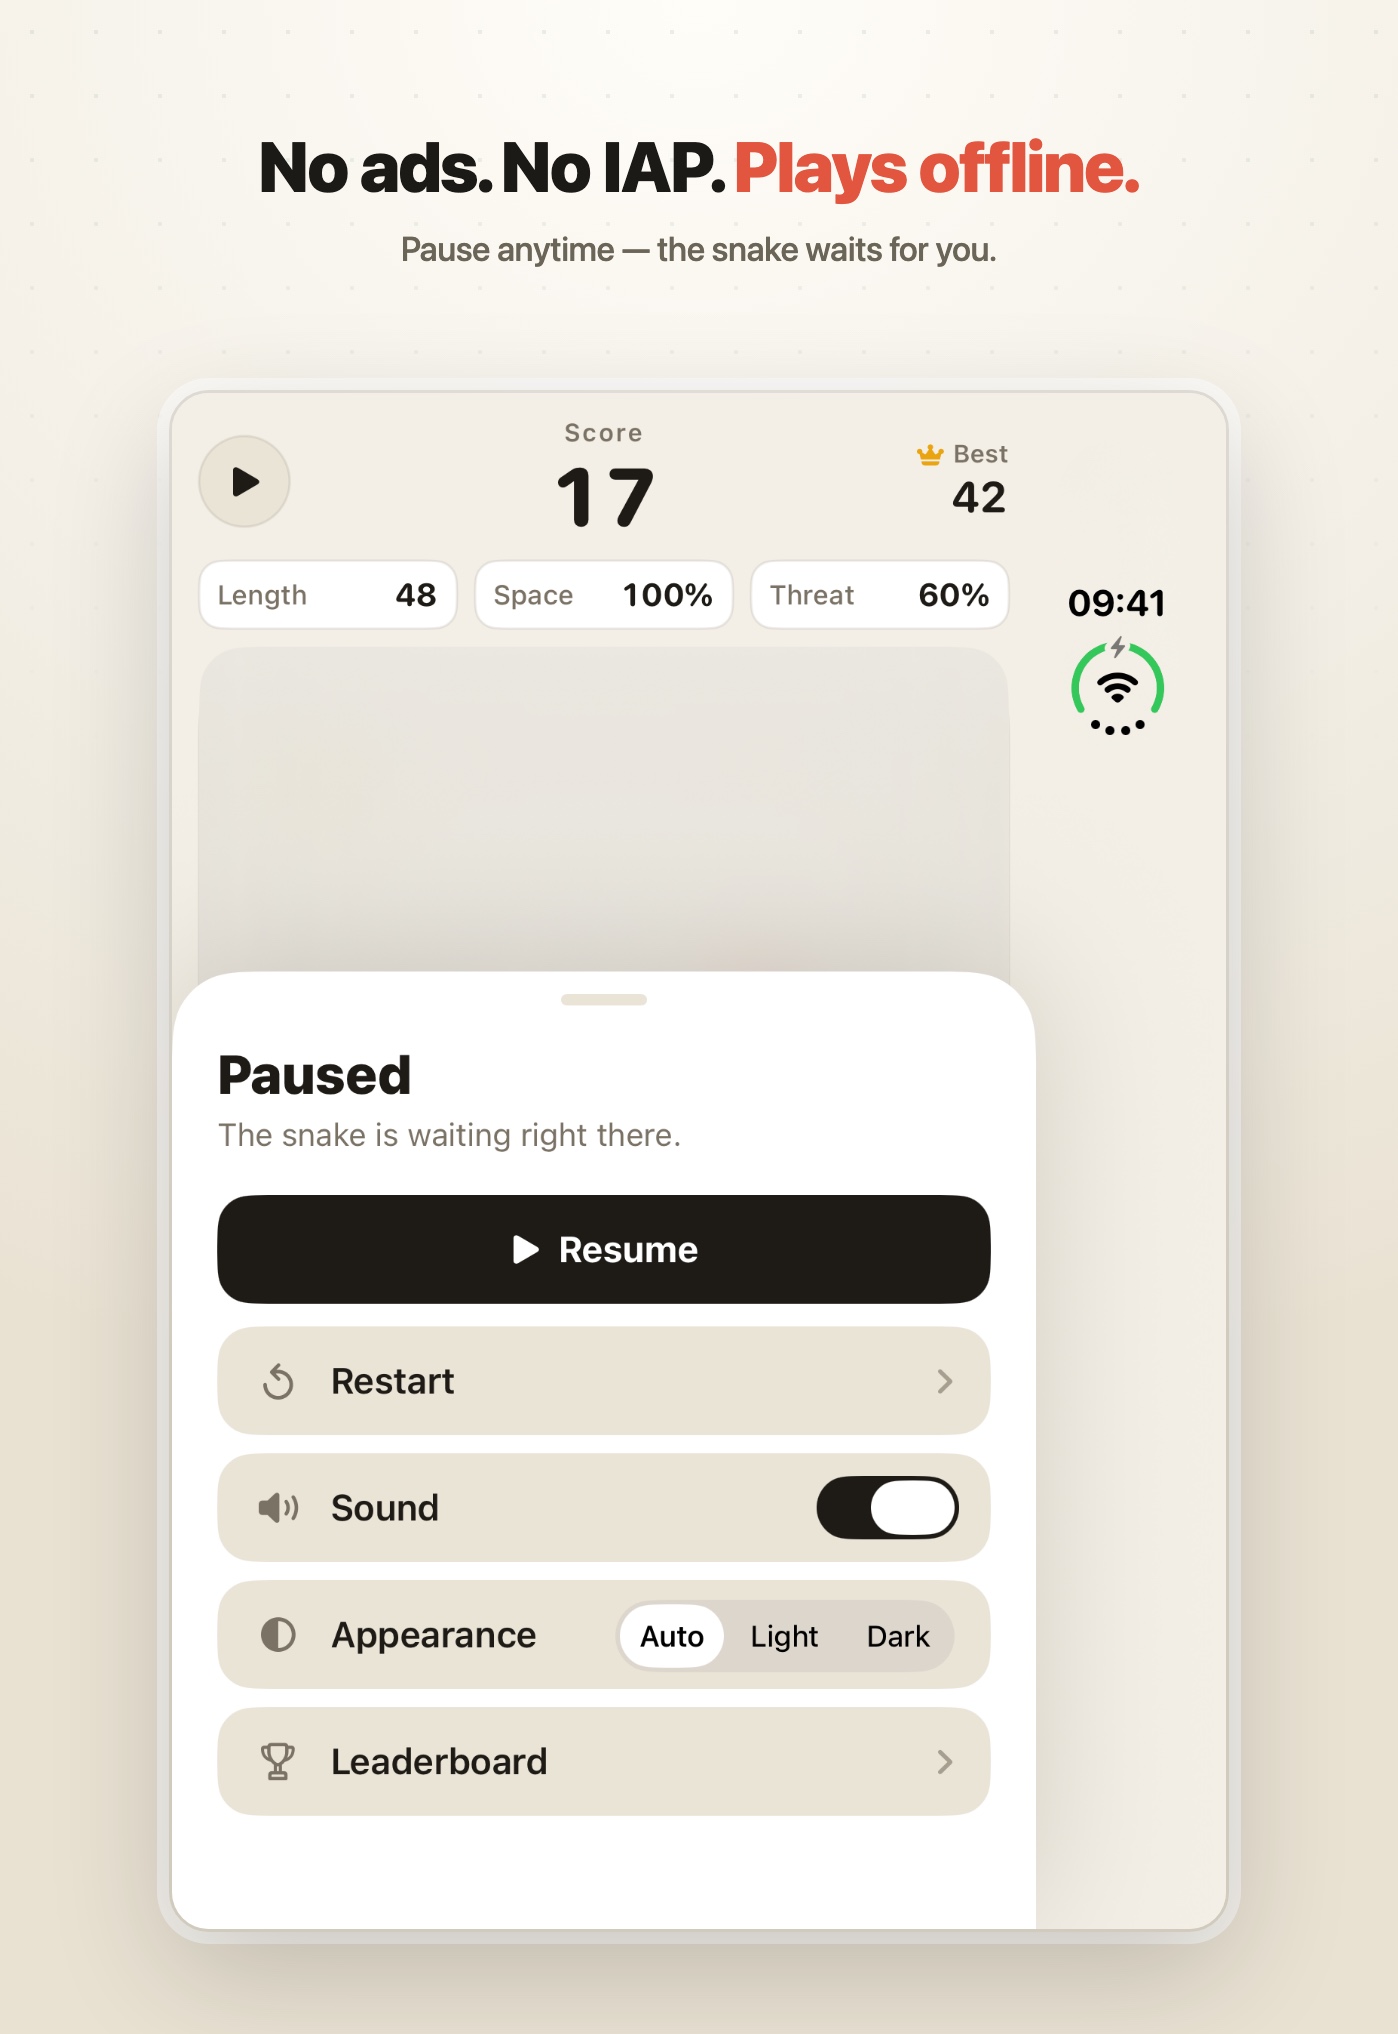 No ads. No IAP. Plays offline.
Pause anytime — the snake waits for you.
Score
17
Best
42
Length 48
Space 100%
Threat 60%
09:41
Paused
The snake is waiting right there.
Resume
Restart
Sound
Appearance Auto Light Dark
Leaderboard